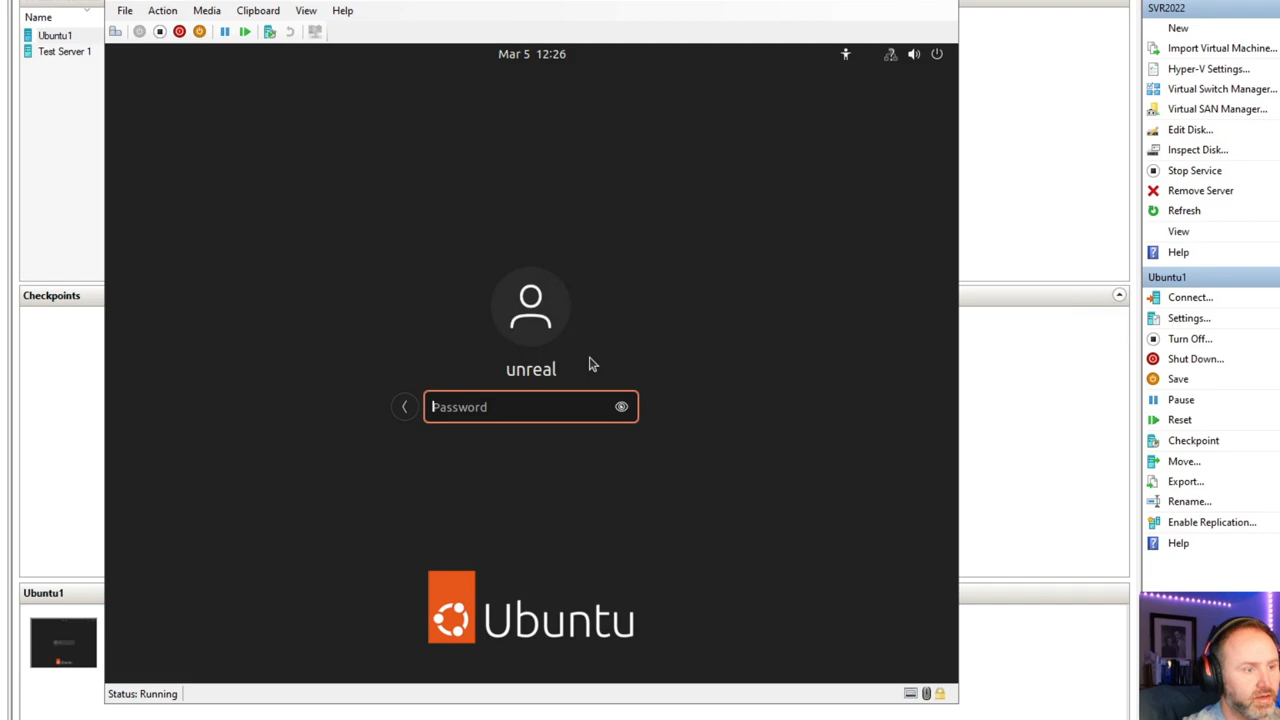 Name
Ubuntu1
Test Server 1
File Action Media Clipboard View Help
Mar 5 12:26
unreal
Password
Ubuntu
Status: Running
Checkpoints
Ubuntu1
SVR2022
New
Import Virtual Machine...
Hyper-V Settings...
Virtual Switch Manager...
Virtual SAN Manager...
Edit Disk...
Inspect Disk...
Stop Service
Remove Server
Refresh
View
Help
Ubuntu1
Connect...
Settings...
Turn Off...
Shut Down...
Save
Pause
Reset
Checkpoint
Move...
Export...
Rename...
Enable Replication...
Help